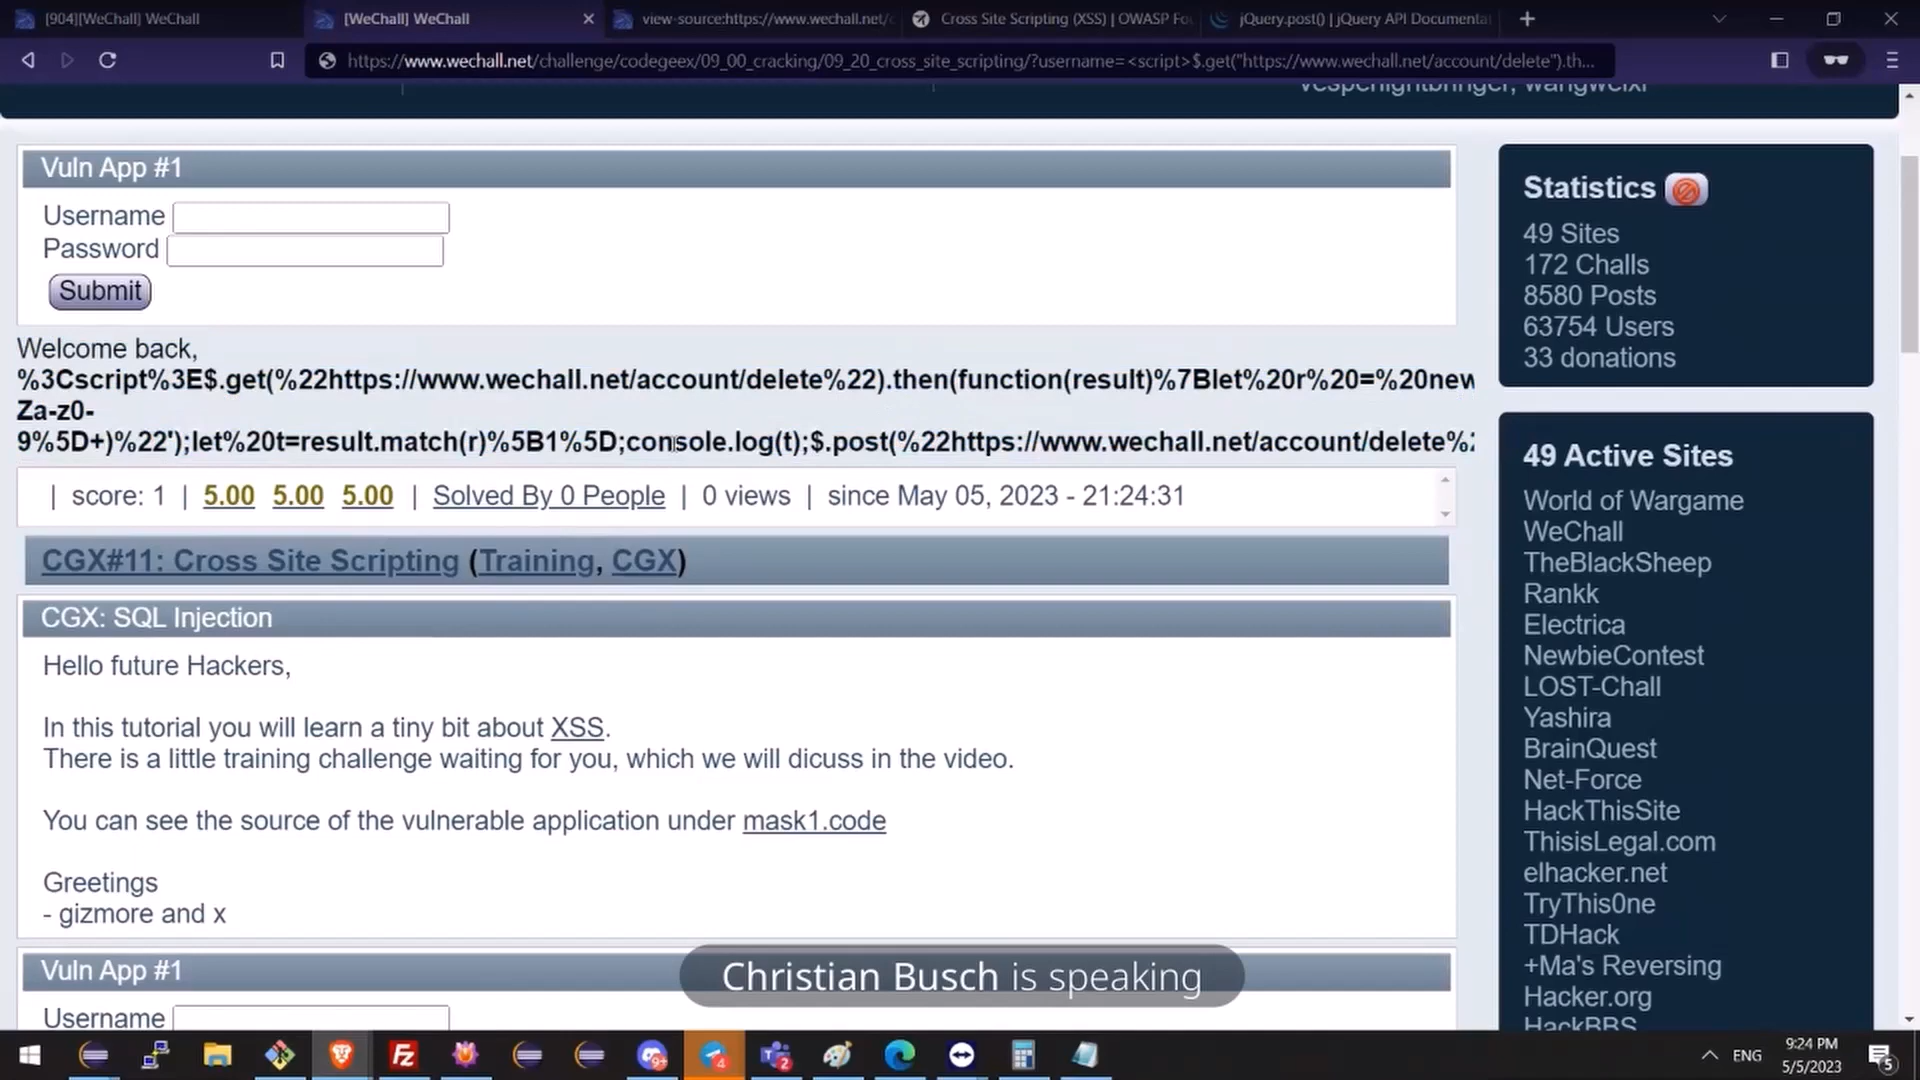 [904][WeChall] WeChall
[WeChall] WeChall
view-source:https://www.wechall.net/
Cross Site Scripting (XSS) | OWASP Fo
jQuery.post() | jQuery API Documenta
https://www.wechall.net/challenge/codegeex/09_00_cracking/09_20_cross_site_scripting/?username=<script>$.get("https://www.wechall.net/account/delete").th...
vesperlightbringer, wangweixi
Vuln App #1
Username
Password
Submit
Welcome back,
%3Cscript%3E$.get(%22https://www.wechall.net/account/delete%22).then(function(result)%7Blet%20r%20=%20new
Za-z0-
9%5D+)%22');let%20t=result.match(r)%5B1%5D;console.log(t);$.post(%22https://www.wechall.net/account/delete%2
| score: 1 | 5.00 5.00 5.00 | Solved By 0 People | 0 views | since May 05, 2023 - 21:24:31
CGX#11: Cross Site Scripting (Training, CGX)
CGX: SQL Injection
Hello future Hackers,
In this tutorial you will learn a tiny bit about XSS.
There is a little training challenge waiting for you, which we will dicuss in the video.
You can see the source of the vulnerable application under mask1.code
Greetings
- gizmore and x
Vuln App #1
Username
Statistics
49 Sites
172 Challs
8580 Posts
63754 Users
33 donations
49 Active Sites
World of Wargame
WeChall
TheBlackSheep
Rankk
Electrica
NewbieContest
LOST-Chall
Yashira
BrainQuest
Net-Force
HackThisSite
ThisisLegal.com
elhacker.net
TryThis0ne
TDHack
+Ma's Reversing
Hacker.org
HackBBS
Christian Busch is speaking
9+
4
2
ENG
9:24 PM
5/5/2023
5